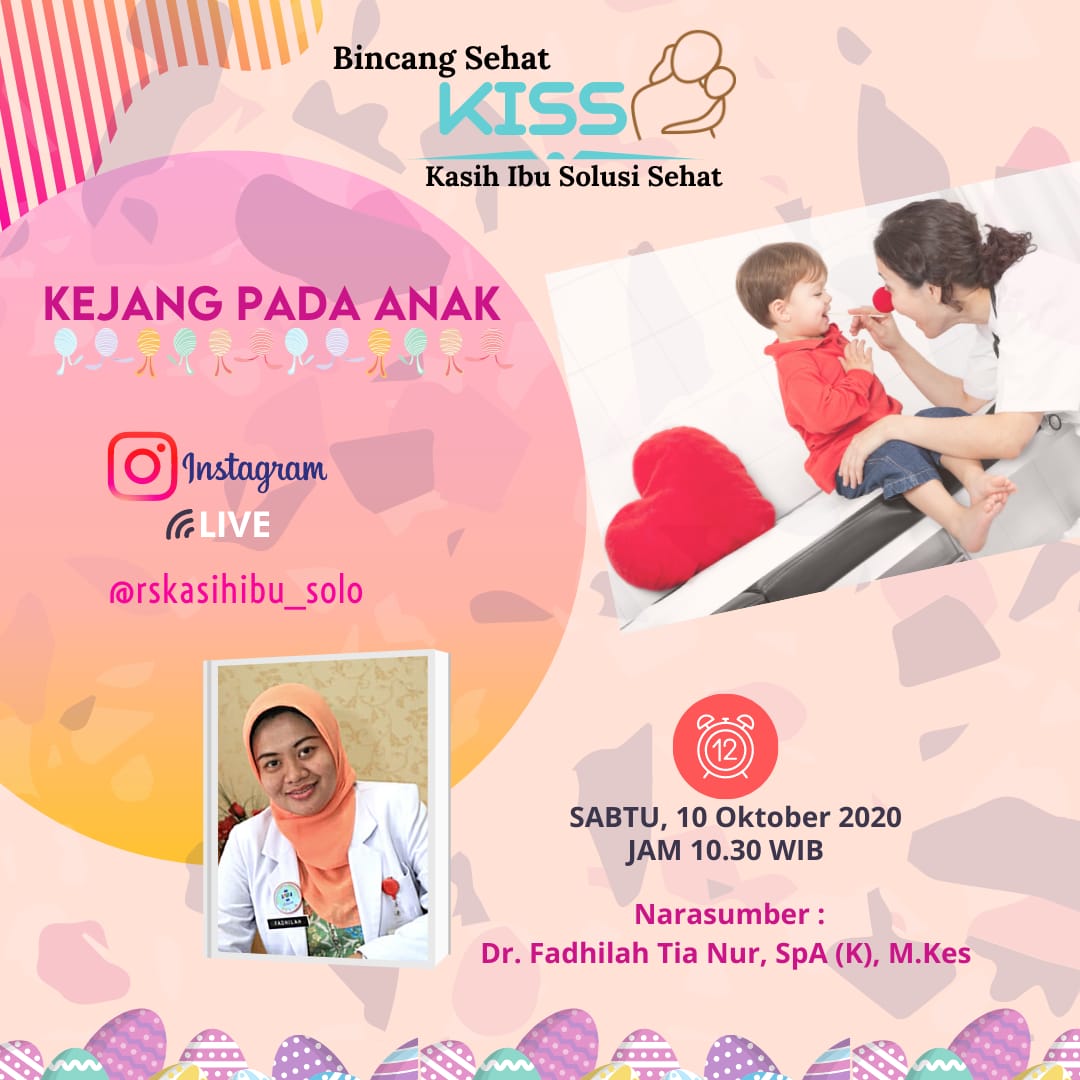 Bincang Sehat
KISS
Kasih Ibu Solusi Sehat
KEJANG PADA ANAK
Instagram
LIVE
@rskasihibu_solo
FADHILAH
12
SABTU, 10 Oktober 2020
JAM 10.30 WIB
Narasumber :
Dr. Fadhilah Tia Nur, SpA (K), M.Kes